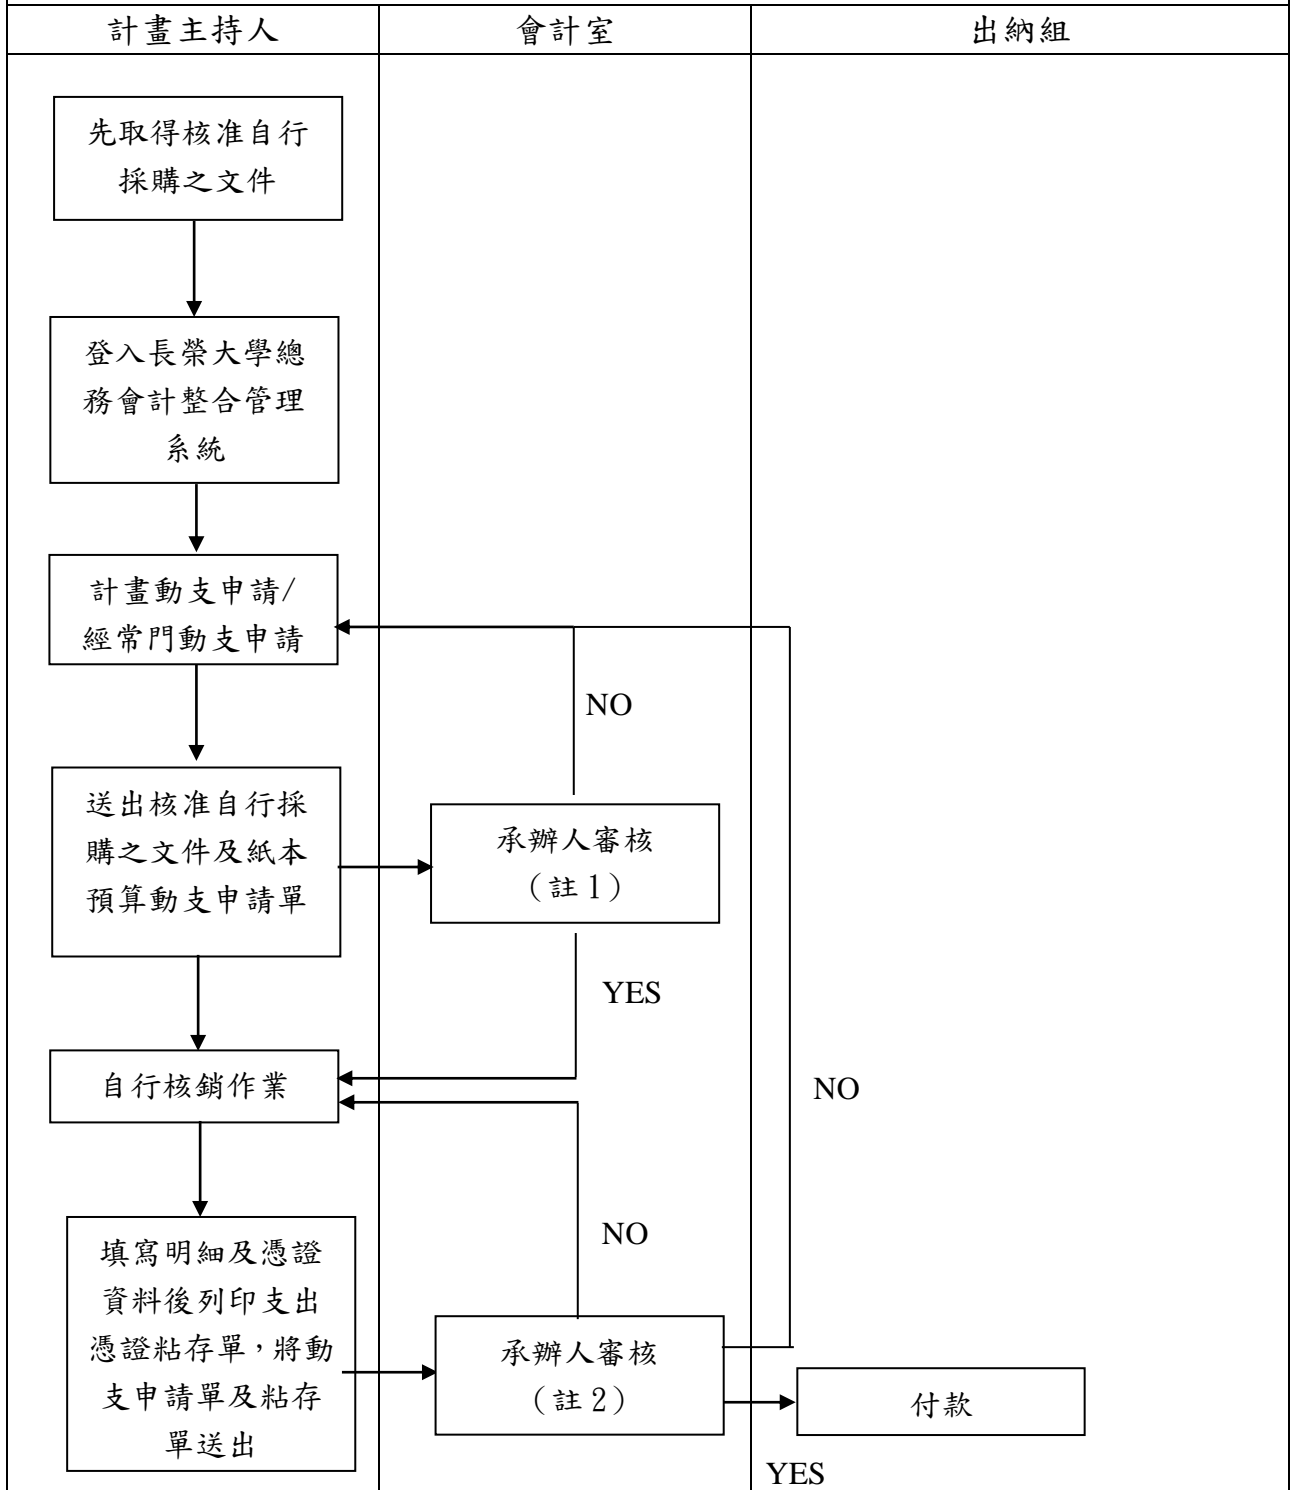 計畫主持人
會計室
出納組
先取得核准自行
採購之文件
登入長榮大學總
務會計整合管理
系統
計畫動支申請/
經常門動支申請
NO
送出核准自行採
購之文件及紙本
預算動支申請單
承辦人審核
（註1）
YES
自行核銷作業
NO
NO
填寫明細及憑證
資料後列印支出
憑證粘存單，將動
支申請單及粘存
單送出
承辦人審核
（註2）
付款
YES